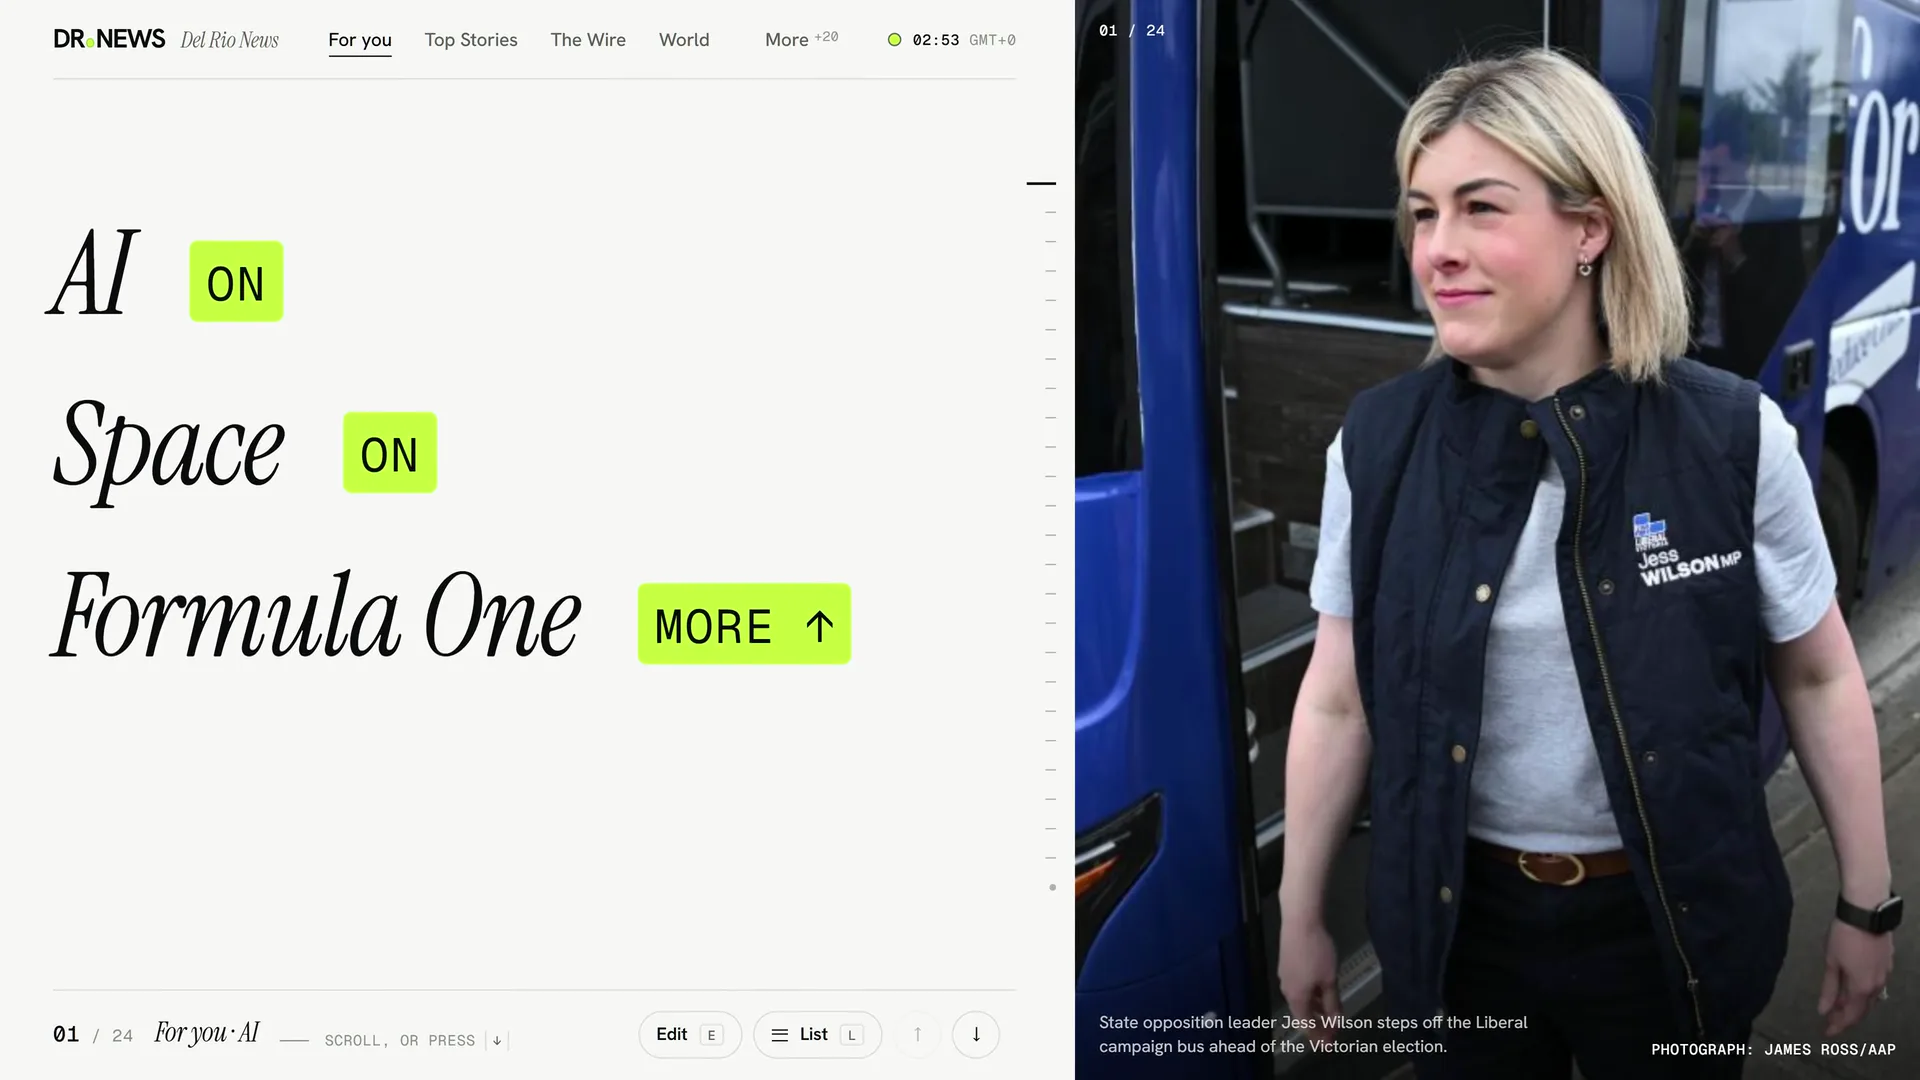 DR NEWS Del Rio News For you Top Stories The Wire World More +20 02:53 GMT+0
AI ON
Space ON
Formula One MORE ↑
01 / 24 For you · AI — SCROLL, OR PRESS ↓ Edit E List L ↑ ↓
01 / 24
or
LIBERAL
Jess
WILSON MP
State opposition leader Jess Wilson steps off the Liberal
campaign bus ahead of the Victorian election.
PHOTOGRAPH: JAMES ROSS/AAP